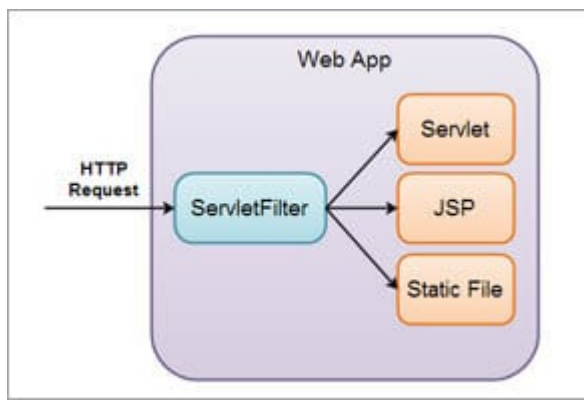 Web App
HTTP
Request
ServletFilter
Servlet
JSP
Static File